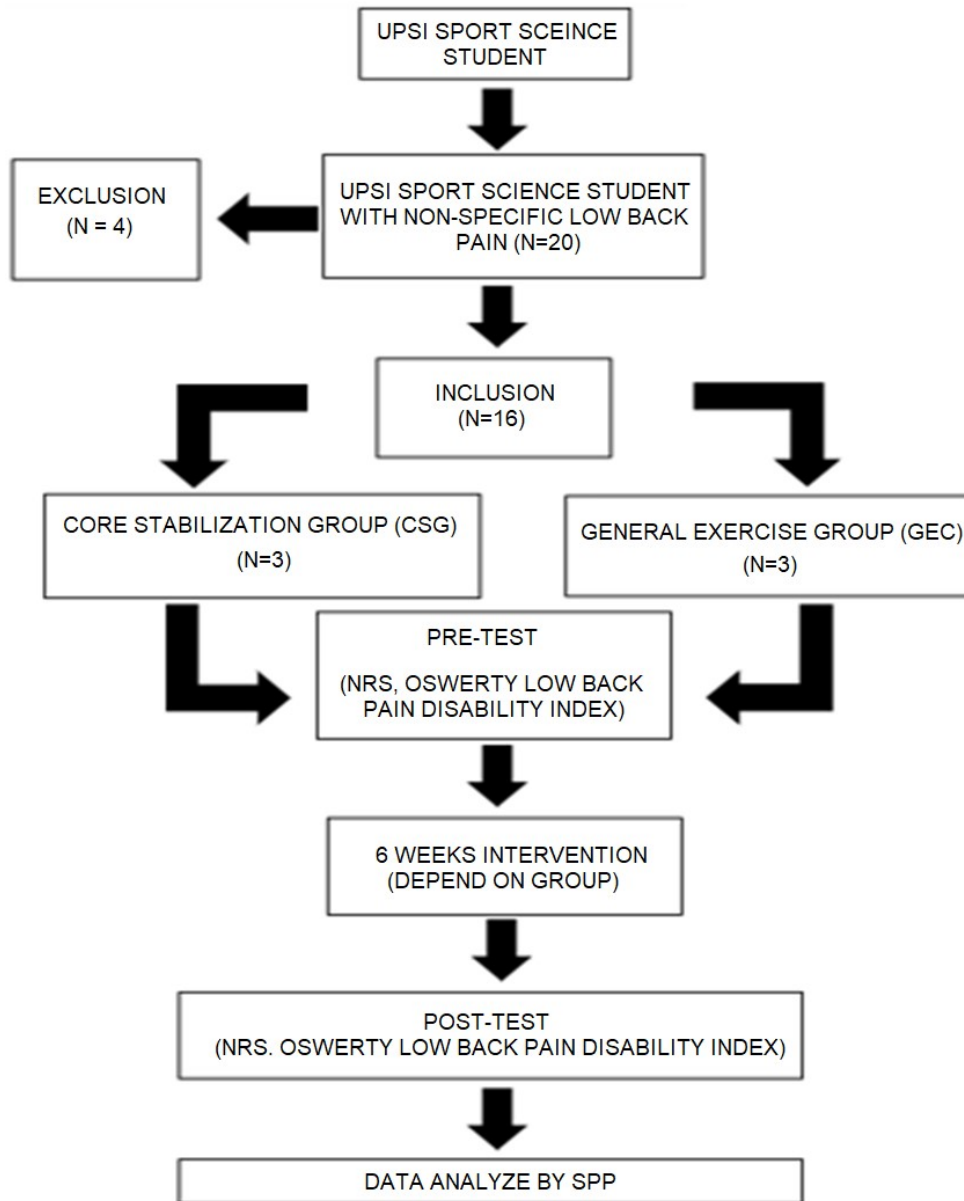 UPSI SPORT SCEINCE
STUDENT
EXCLUSION
(N = 4)
UPSI SPORT SCIENCE STUDENT
WITH NON-SPECIFIC LOW BACK
PAIN (N=20)
INCLUSION
(N=16)
CORE STABILIZATION GROUP (CSG)
(N=3)
GENERAL EXERCISE GROUP (GEC)
(N=3)
PRE-TEST
(NRS, OSWERTY LOW BACK
PAIN DISABILITY INDEX)
6 WEEKS INTERVENTION
(DEPEND ON GROUP)
POST-TEST
(NRS. OSWERTY LOW BACK PAIN DISABILITY INDEX)
DATA ANALYZE BY SPP